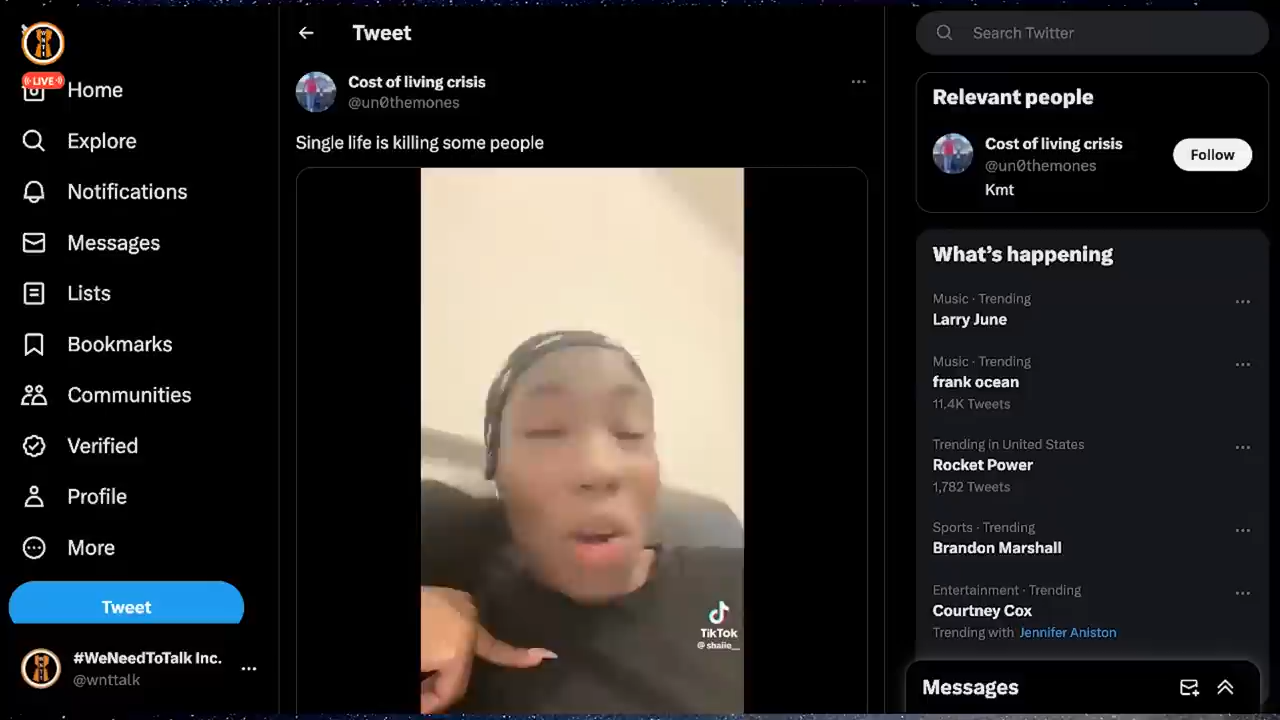 LIVE
Home
Explore
Notifications
Messages
Lists
Bookmarks
Communities
Verified
Profile
More
Tweet
#WeNeedToTalk Inc.
@wnttalk
Tweet
Cost of living crisis
@un0themones
Single life is killing some people
TikTok
@shaiie__
Search Twitter
Relevant people
Cost of living crisis
@un0themones
Follow
Kmt
What's happening
Music · Trending
Larry June
Music · Trending
frank ocean
11.4K Tweets
Trending in United States
Rocket Power
1,782 Tweets
Sports · Trending
Brandon Marshall
Entertainment · Trending
Courtney Cox
Trending with Jennifer Aniston
Messages